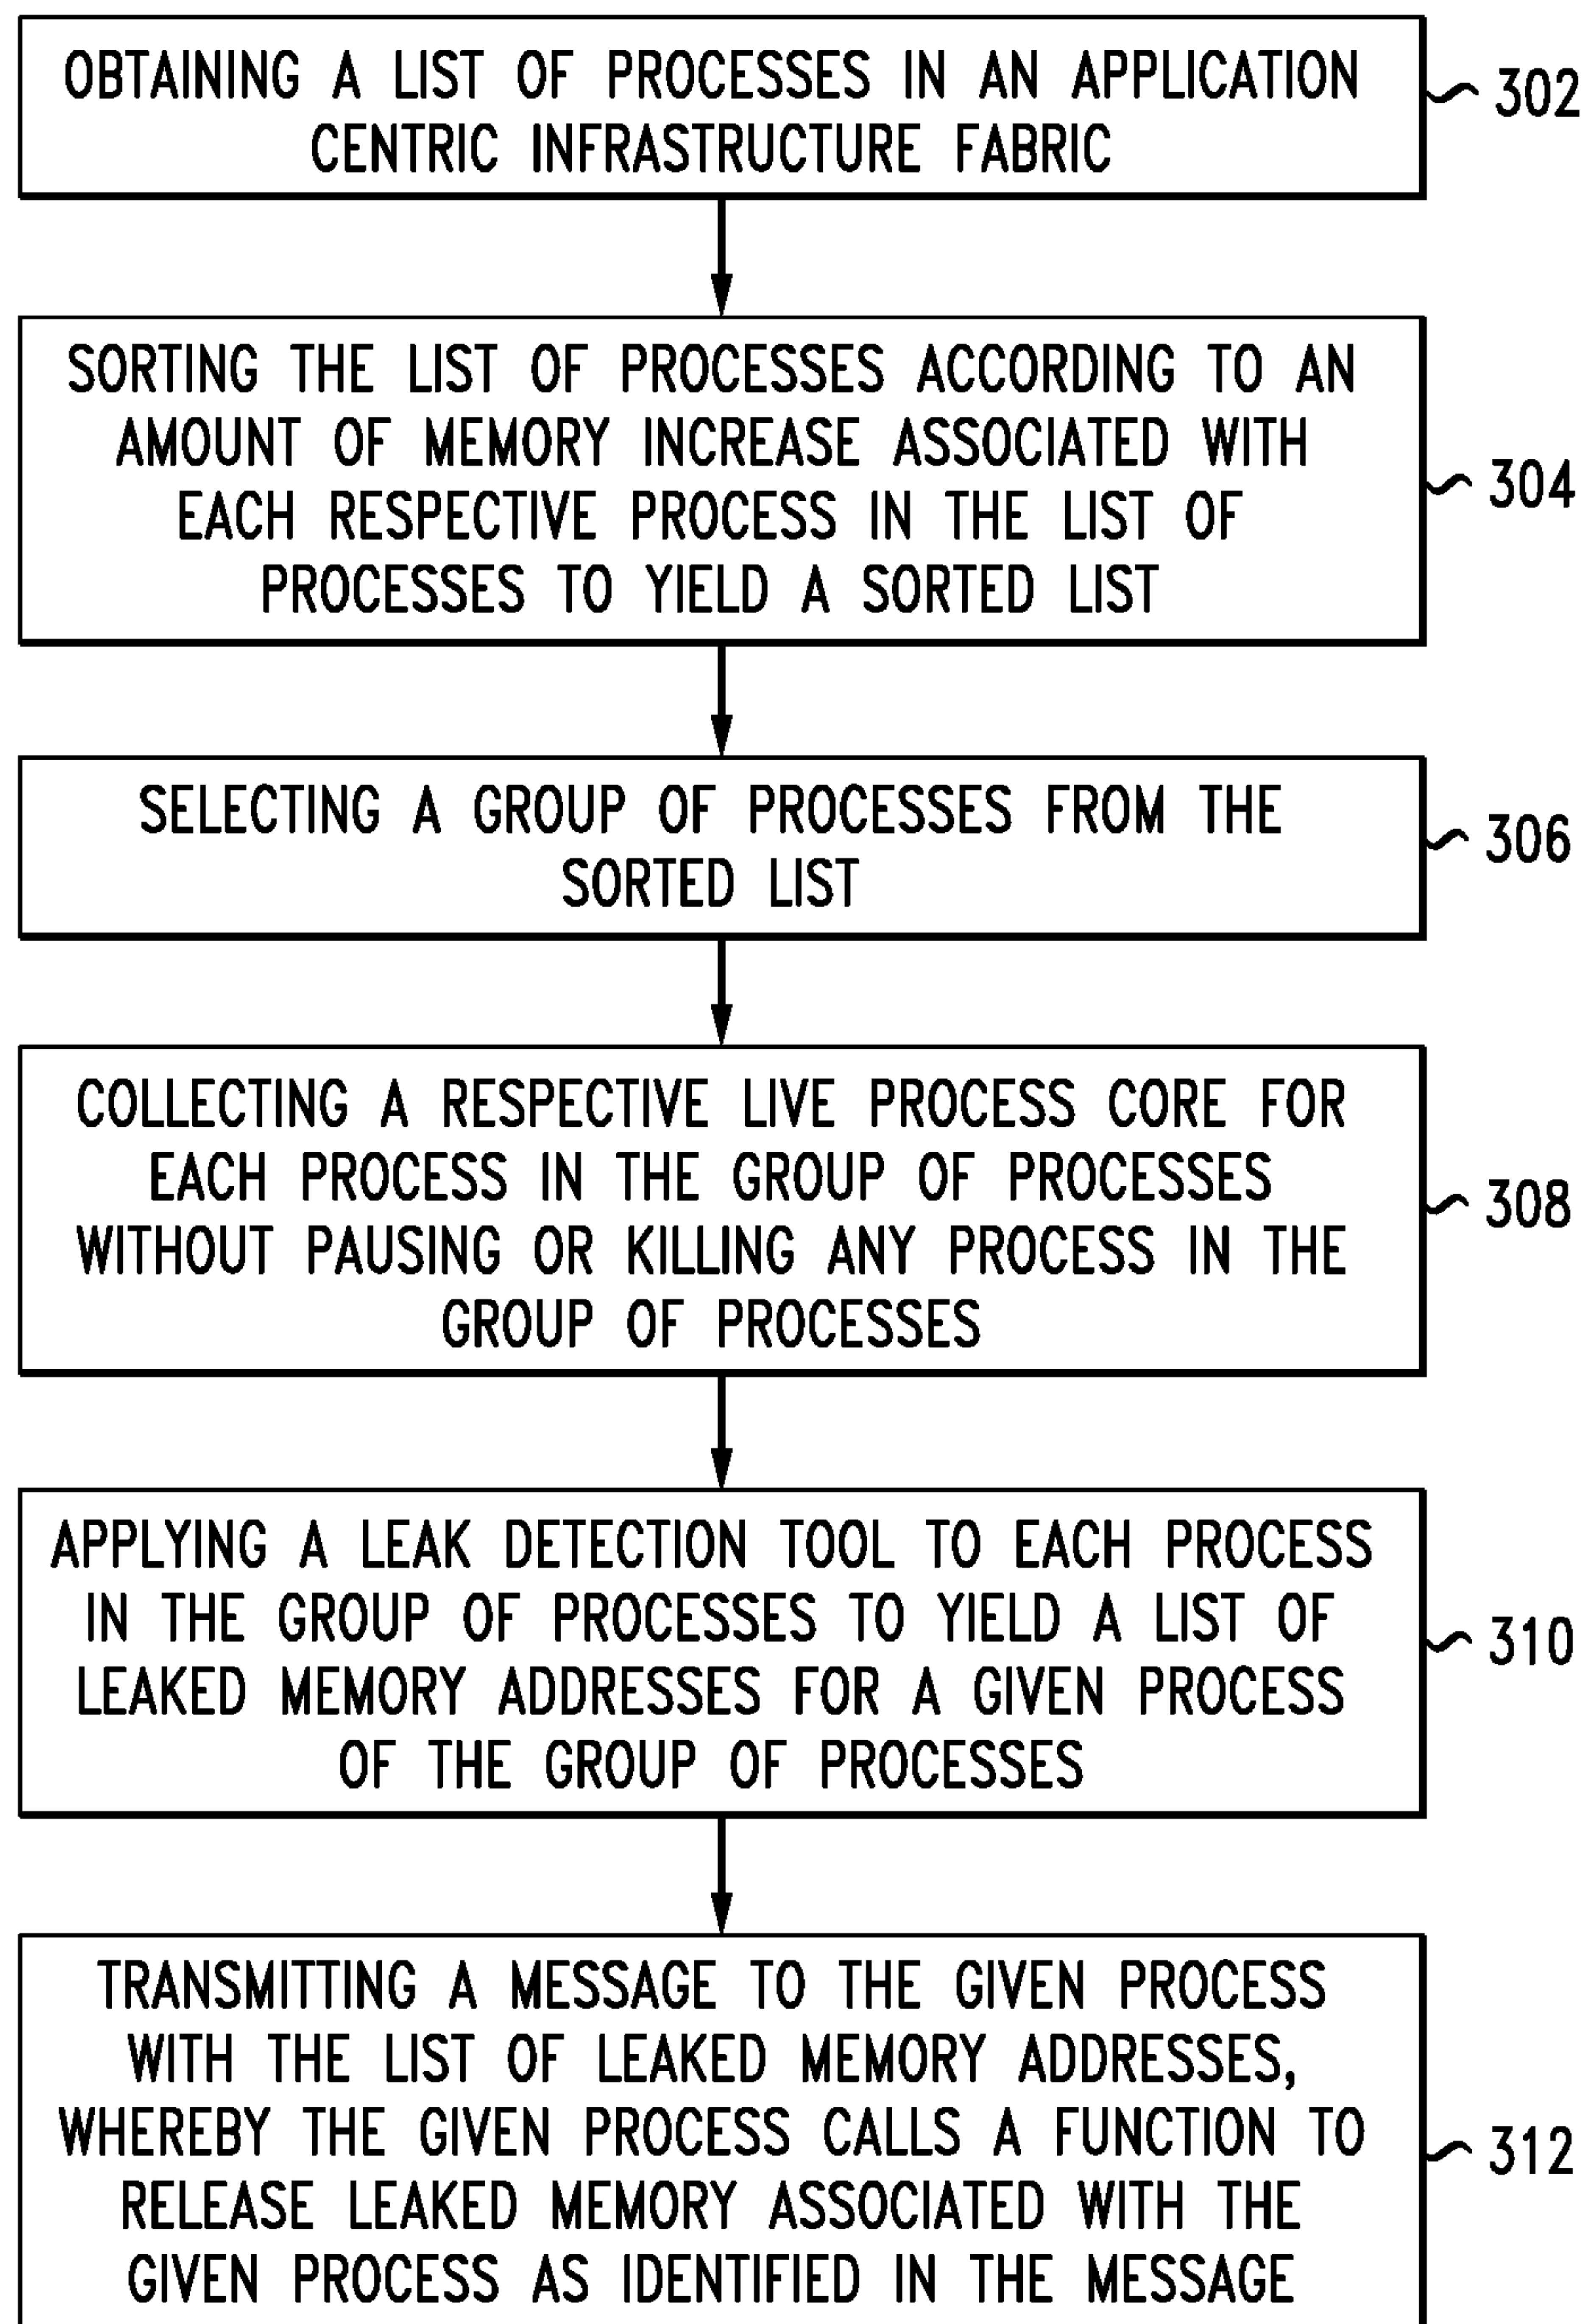 OBTAINING A LIST OF PROCESSES IN AN APPLICATION
CENTRIC INFRASTRUCTURE FABRIC
302
SORTING THE LIST OF PROCESSES ACCORDING TO AN
AMOUNT OF MEMORY INCREASE ASSOCIATED WITH
EACH RESPECTIVE PROCESS IN THE LIST OF
PROCESSES TO YIELD A SORTED LIST
304
SELECTING A GROUP OF PROCESSES FROM THE
SORTED LIST
306
COLLECTING A RESPECTIVE LIVE PROCESS CORE FOR
EACH PROCESS IN THE GROUP OF PROCESSES
WITHOUT PAUSING OR KILLING ANY PROCESS IN THE
GROUP OF PROCESSES
308
APPLYING A LEAK DETECTION TOOL TO EACH PROCESS
IN THE GROUP OF PROCESSES TO YIELD A LIST OF
LEAKED MEMORY ADDRESSES FOR A GIVEN PROCESS
OF THE GROUP OF PROCESSES
310
TRANSMITTING A MESSAGE TO THE GIVEN PROCESS
WITH THE LIST OF LEAKED MEMORY ADDRESSES,
WHEREBY THE GIVEN PROCESS CALLS A FUNCTION TO
RELEASE LEAKED MEMORY ASSOCIATED WITH THE
GIVEN PROCESS AS IDENTIFIED IN THE MESSAGE
312